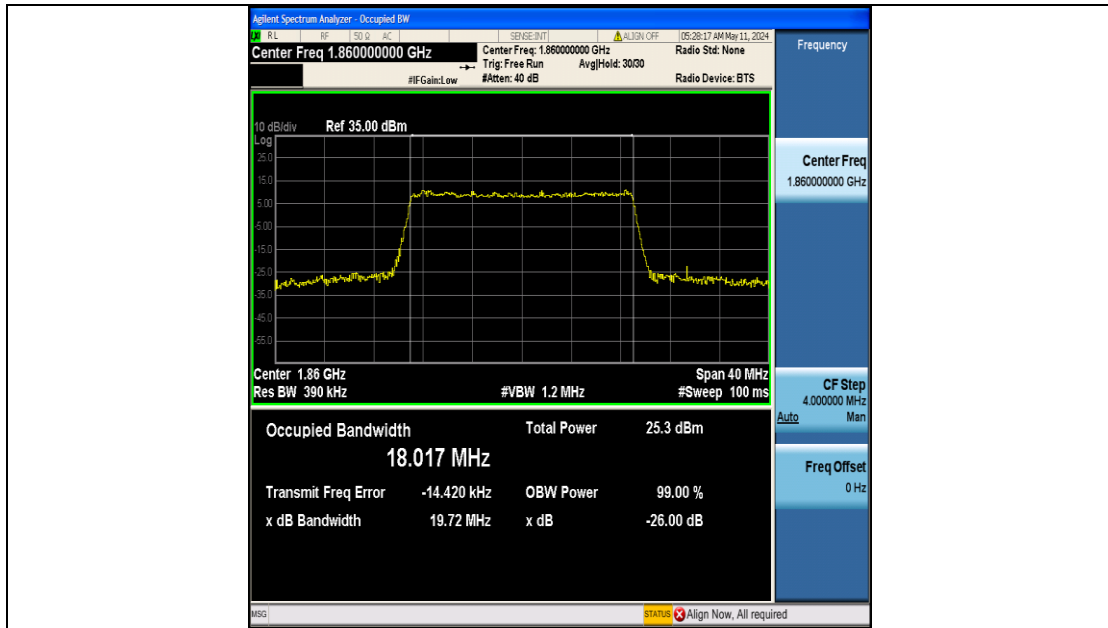 Agilent Spectrum Analyzer - Occupied BW
RL RF 50 Ω AC SENSE:INT ALIGN OFF 05:28:17 AM May 11, 2024
Center Freq 1.860000000 GHz
Center Freq: 1.860000000 GHz Radio Std: None
Trig: Free Run Avg|Hold: 30/30
#IFGain:Low #Atten: 40 dB Radio Device: BTS
10 dB/div Ref 35.00 dBm
Log
25.0
15.0
5.00
-5.00
-15.0
-25.0
-35.0
-45.0
-55.0
Center 1.86 GHz Span 40 MHz
Res BW 390 kHz #VBW 1.2 MHz #Sweep 100 ms
Occupied Bandwidth Total Power 25.3 dBm
18.017 MHz
Transmit Freq Error -14.420 kHz OBW Power 99.00 %
x dB Bandwidth 19.72 MHz x dB -26.00 dB
Frequency
Center Freq
1.860000000 GHz
CF Step
4.000000 MHz
Auto Man
Freq Offset
0 Hz
MSG STATUS Align Now, All required